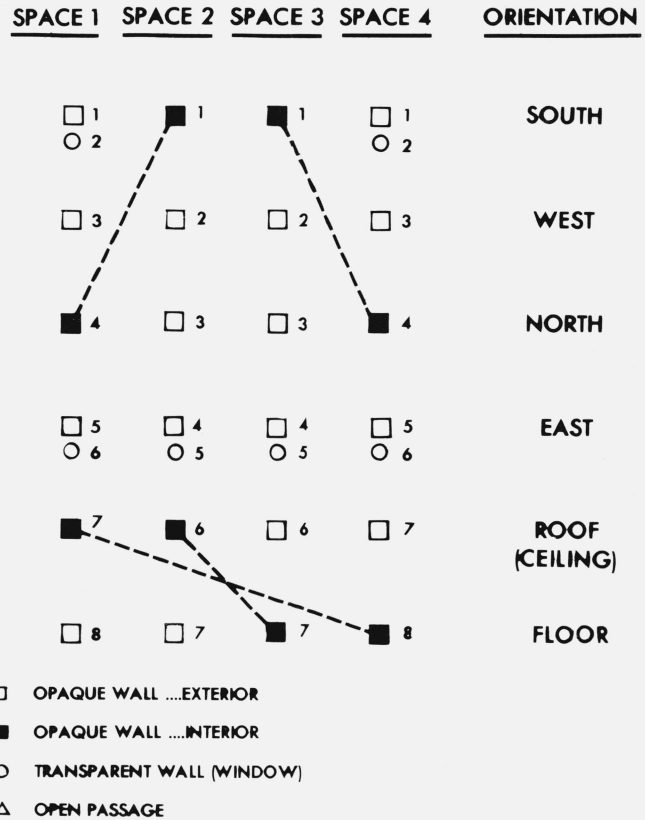 SPACE 1 SPACE 2 SPACE 3 SPACE 4 ORIENTATION
1 1 1 1 SOUTH
2 2
3 2 2 3 WEST
4 3 3 4 NORTH
5 4 4 5 EAST
6 5 5 6
7 6 6 7 ROOF
(CEILING)
8 7 7 8 FLOOR
OPAQUE WALL ....EXTERIOR
OPAQUE WALL ....INTERIOR
TRANSPARENT WALL (WINDOW)
OPEN PASSAGE